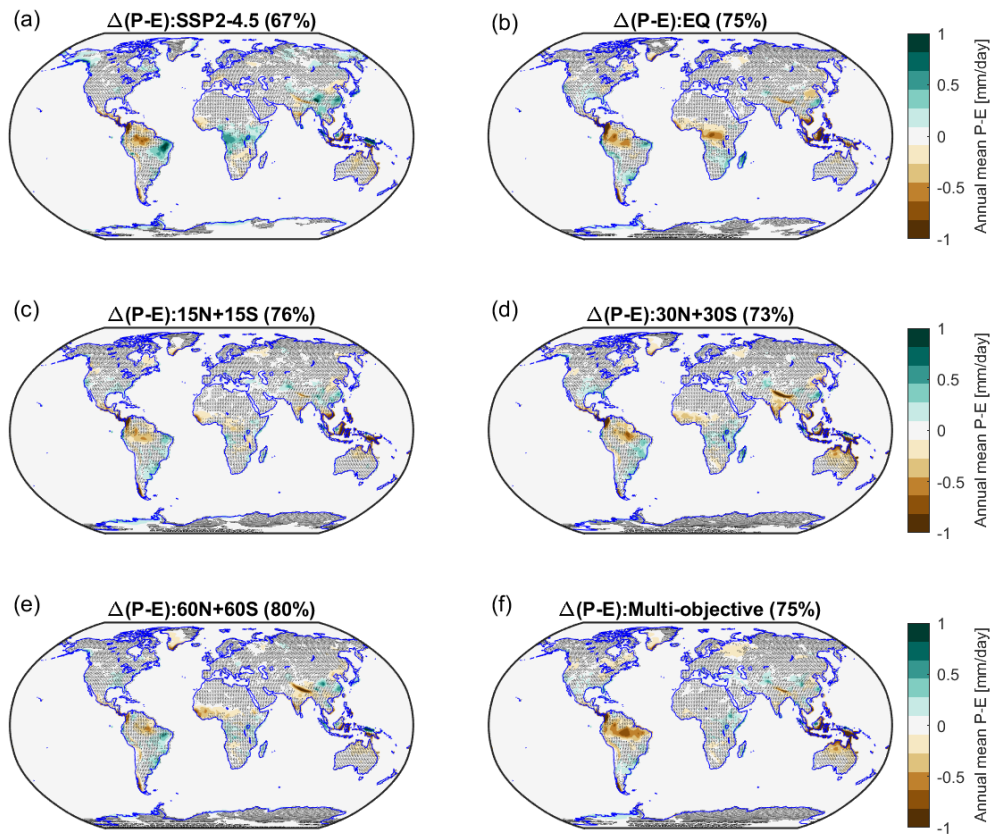 (a)
△(P-E):SSP2-4.5 (67%)
(b)
△(P-E):EQ (75%)
1
0.5
0
-0.5
-1
Annual mean P-E [mm/day]
(c)
△(P-E):15N+15S (76%)
(d)
△(P-E):30N+30S (73%)
1
0.5
0
-0.5
-1
Annual mean P-E [mm/day]
(e)
△(P-E):60N+60S (80%)
(f)
△(P-E):Multi-objective (75%)
1
0.5
0
-0.5
-1
Annual mean P-E [mm/day]